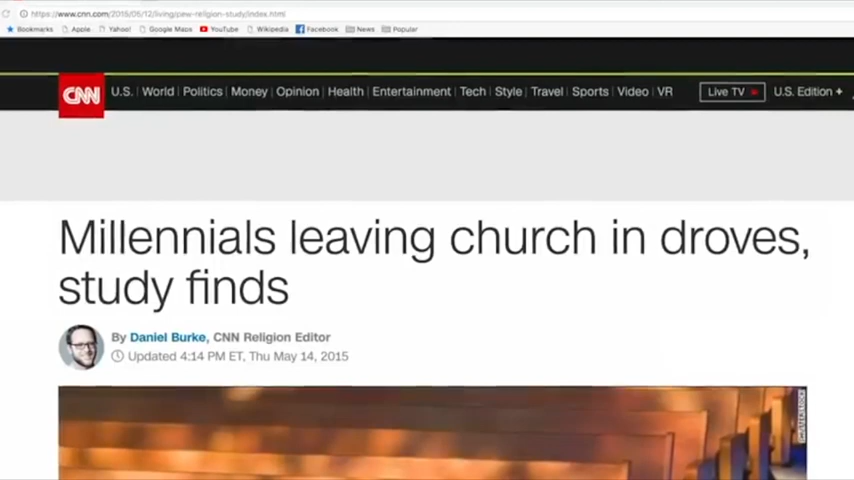 https://www.cnn.com/2015/05/12/living/pew-religion-study/index.html
Bookmarks Apple Yahoo! Google Maps YouTube Wikipedia Facebook News Popular
CNN U.S. World Politics Money Opinion Health Entertainment Tech Style Travel Sports Video VR Live TV U.S. Edition +
Millennials leaving church in droves,
study finds
By Daniel Burke, CNN Religion Editor
Updated 4:14 PM ET, Thu May 14, 2015
SHUTTERSTOCK